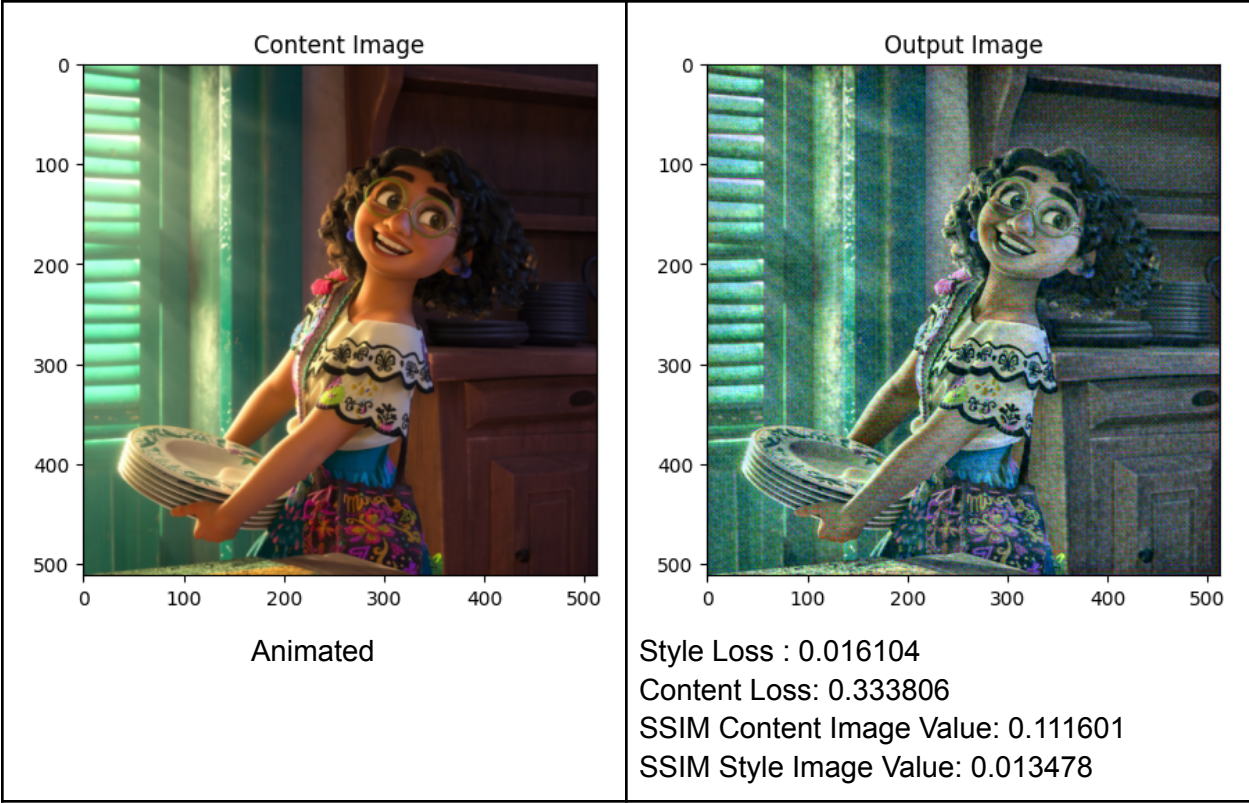 Content Image
0
100
200
300
400
500
0 100 200 300 400 500
Animated
Output Image
0
100
200
300
400
500
0 100 200 300 400 500
Style Loss : 0.016104
Content Loss: 0.333806
SSIM Content Image Value: 0.111601
SSIM Style Image Value: 0.013478